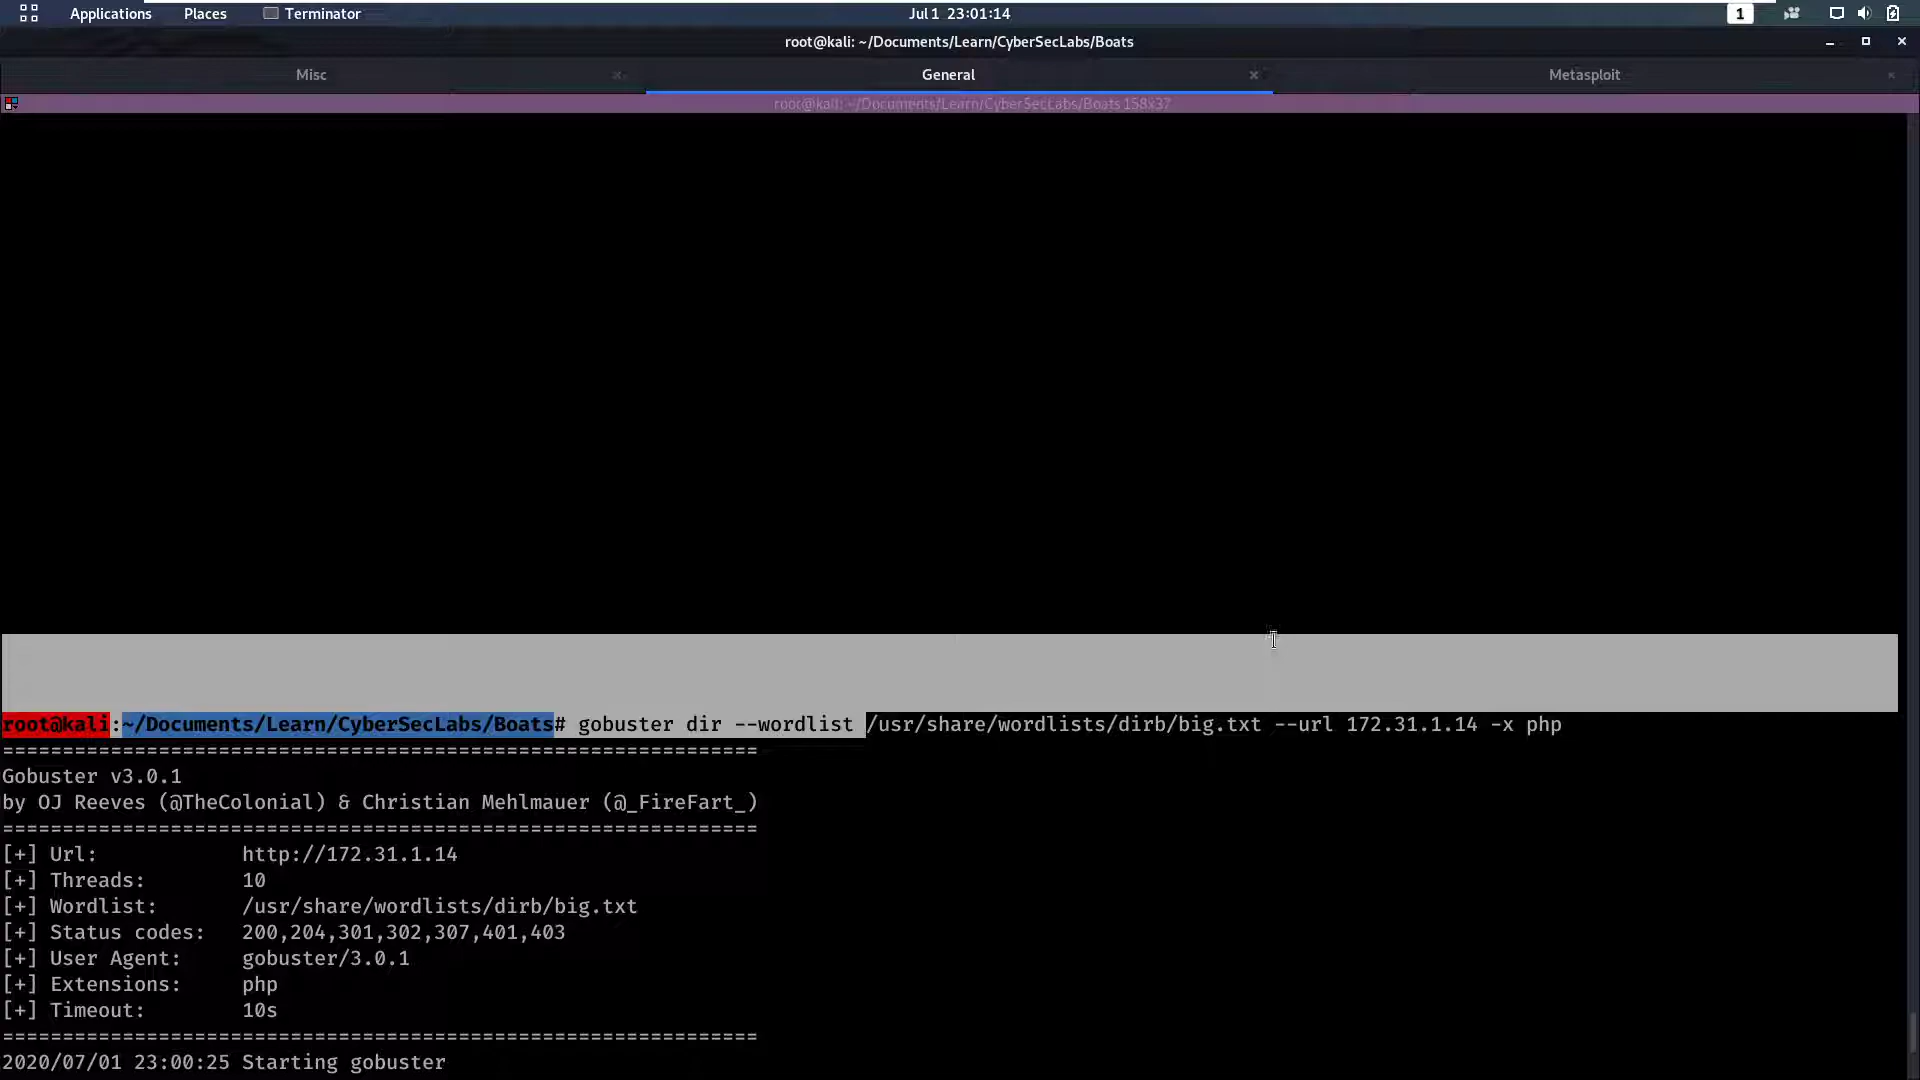 Applications Places Terminator Jul 1 23:01:14 1
root@kali: ~/Documents/Learn/CyberSecLabs/Boats
Misc × General × Metasploit ×
root@kali: ~/Documents/Learn/CyberSecLabs/Boats 158x37
root@kali:~/Documents/Learn/CyberSecLabs/Boats# gobuster dir --wordlist /usr/share/wordlists/dirb/big.txt --url 172.31.1.14 -x php
===============================================================
Gobuster v3.0.1
by OJ Reeves (@TheColonial) & Christian Mehlmauer (@_FireFart_)
===============================================================
[+] Url: http://172.31.1.14
[+] Threads: 10
[+] Wordlist: /usr/share/wordlists/dirb/big.txt
[+] Status codes: 200,204,301,302,307,401,403
[+] User Agent: gobuster/3.0.1
[+] Extensions: php
[+] Timeout: 10s
===============================================================
2020/07/01 23:00:25 Starting gobuster